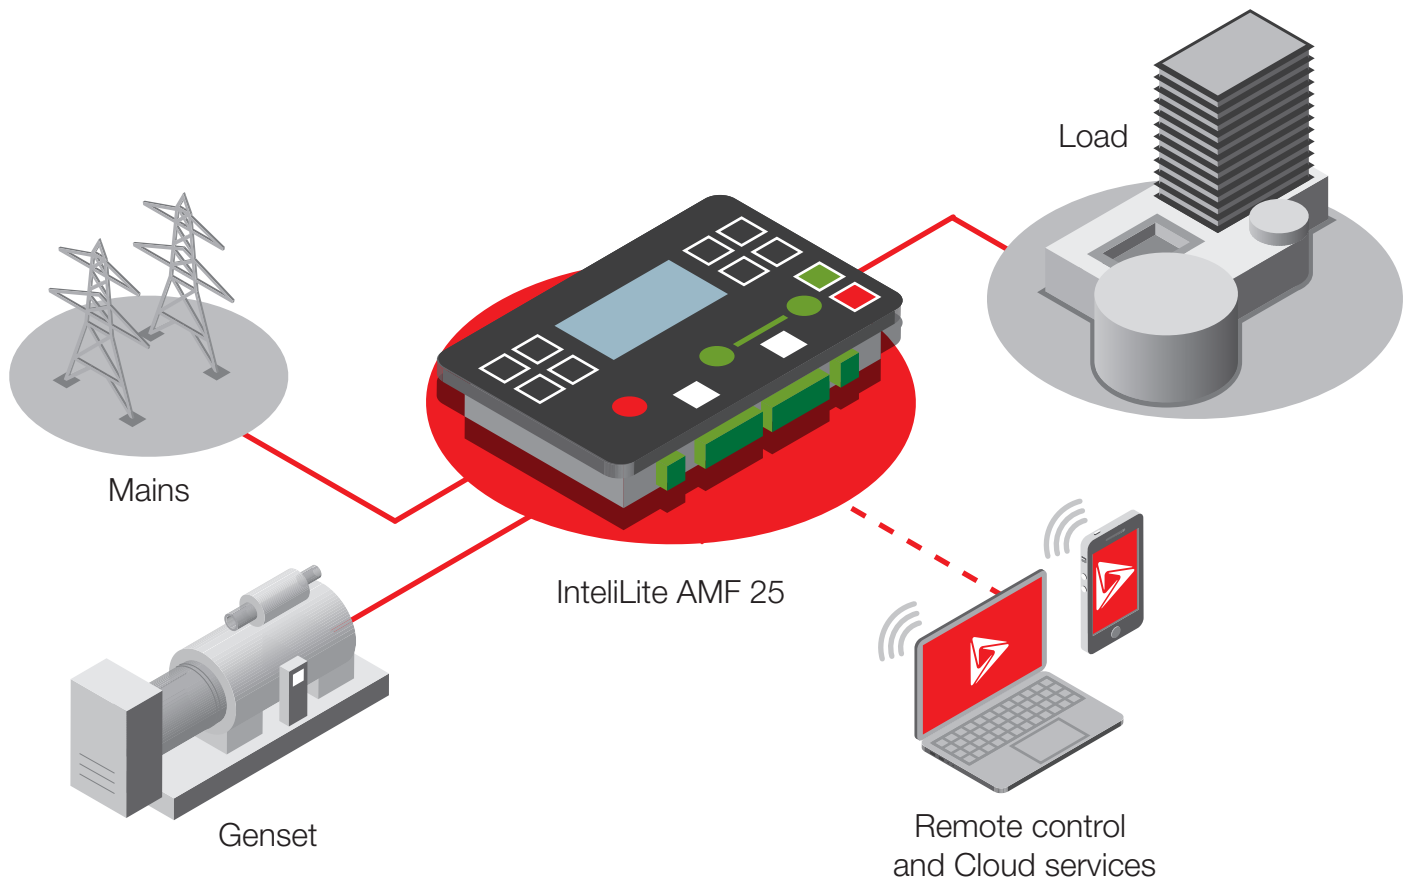 Load
Mains
InteliLite AMF 25
Genset
Remote control
and Cloud services